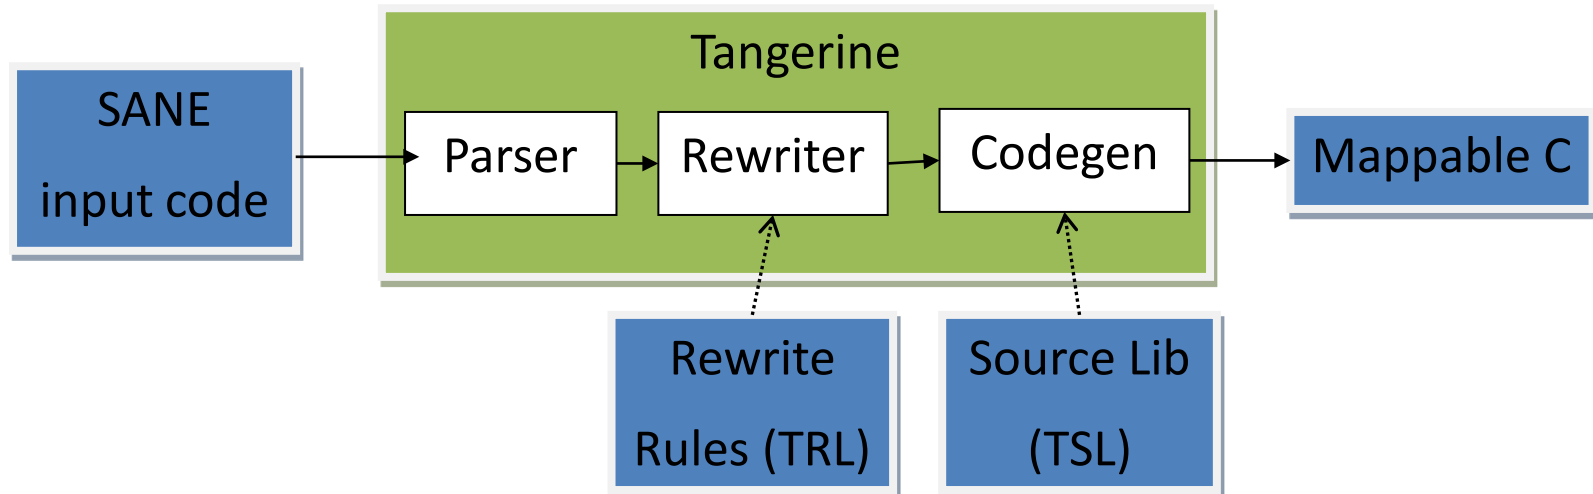 Tangerine
SANE
input code
Parser
Rewriter
Codegen
Mappable C
Rewrite
Rules (TRL)
Source Lib
(TSL)